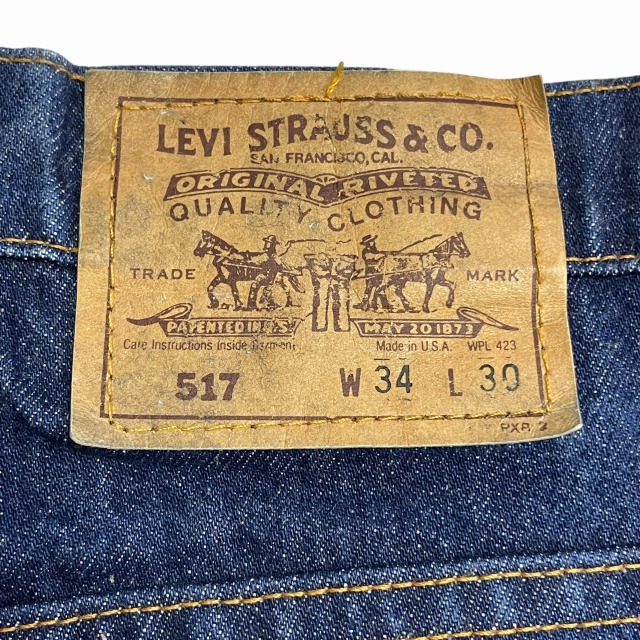 LEVI STRAUSS & CO.
SAN FRANCISCO, CAL.
ORIGINAL RIVETED
QUALITY CLOTHING
TRADE MARK
PATENTED IN U.S. MAY 20 1873
Care Instructions Inside Garment Made in U.S.A. WPL 423
517 W 34 L 30